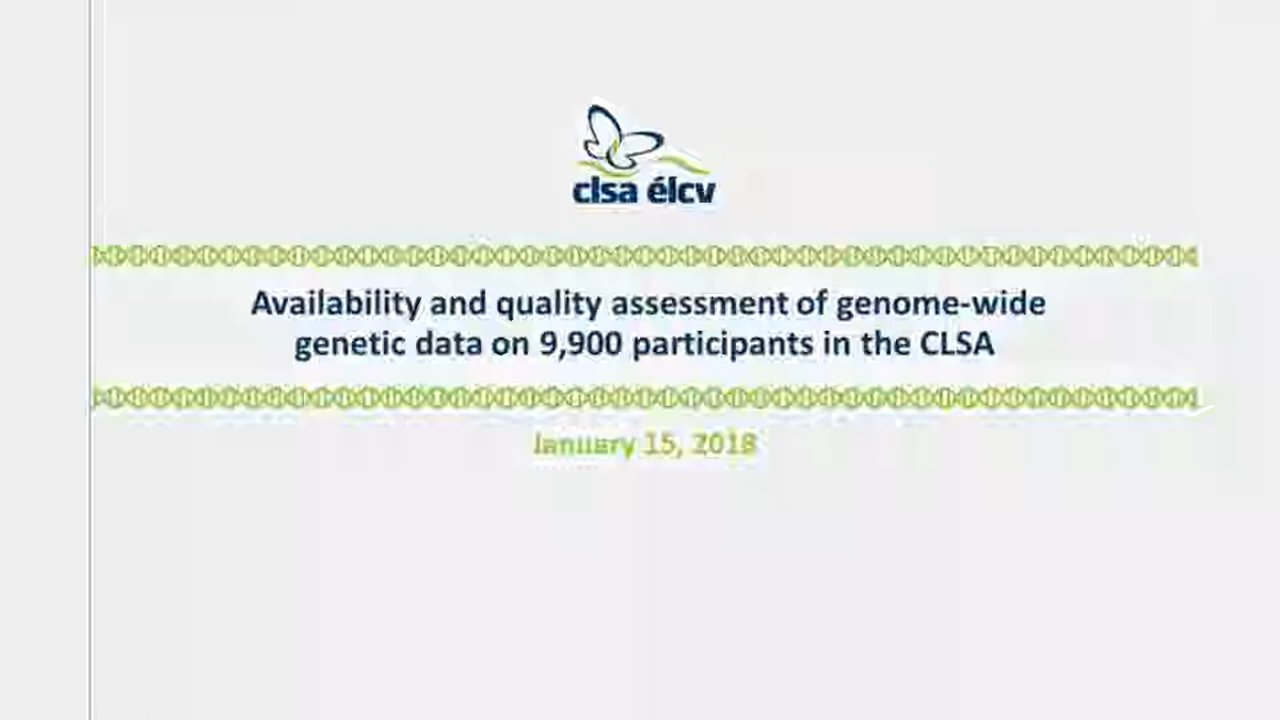 clsa élcv
Availability and quality assessment of genome-wide
genetic data on 9,900 participants in the CLSA
January 15, 2018